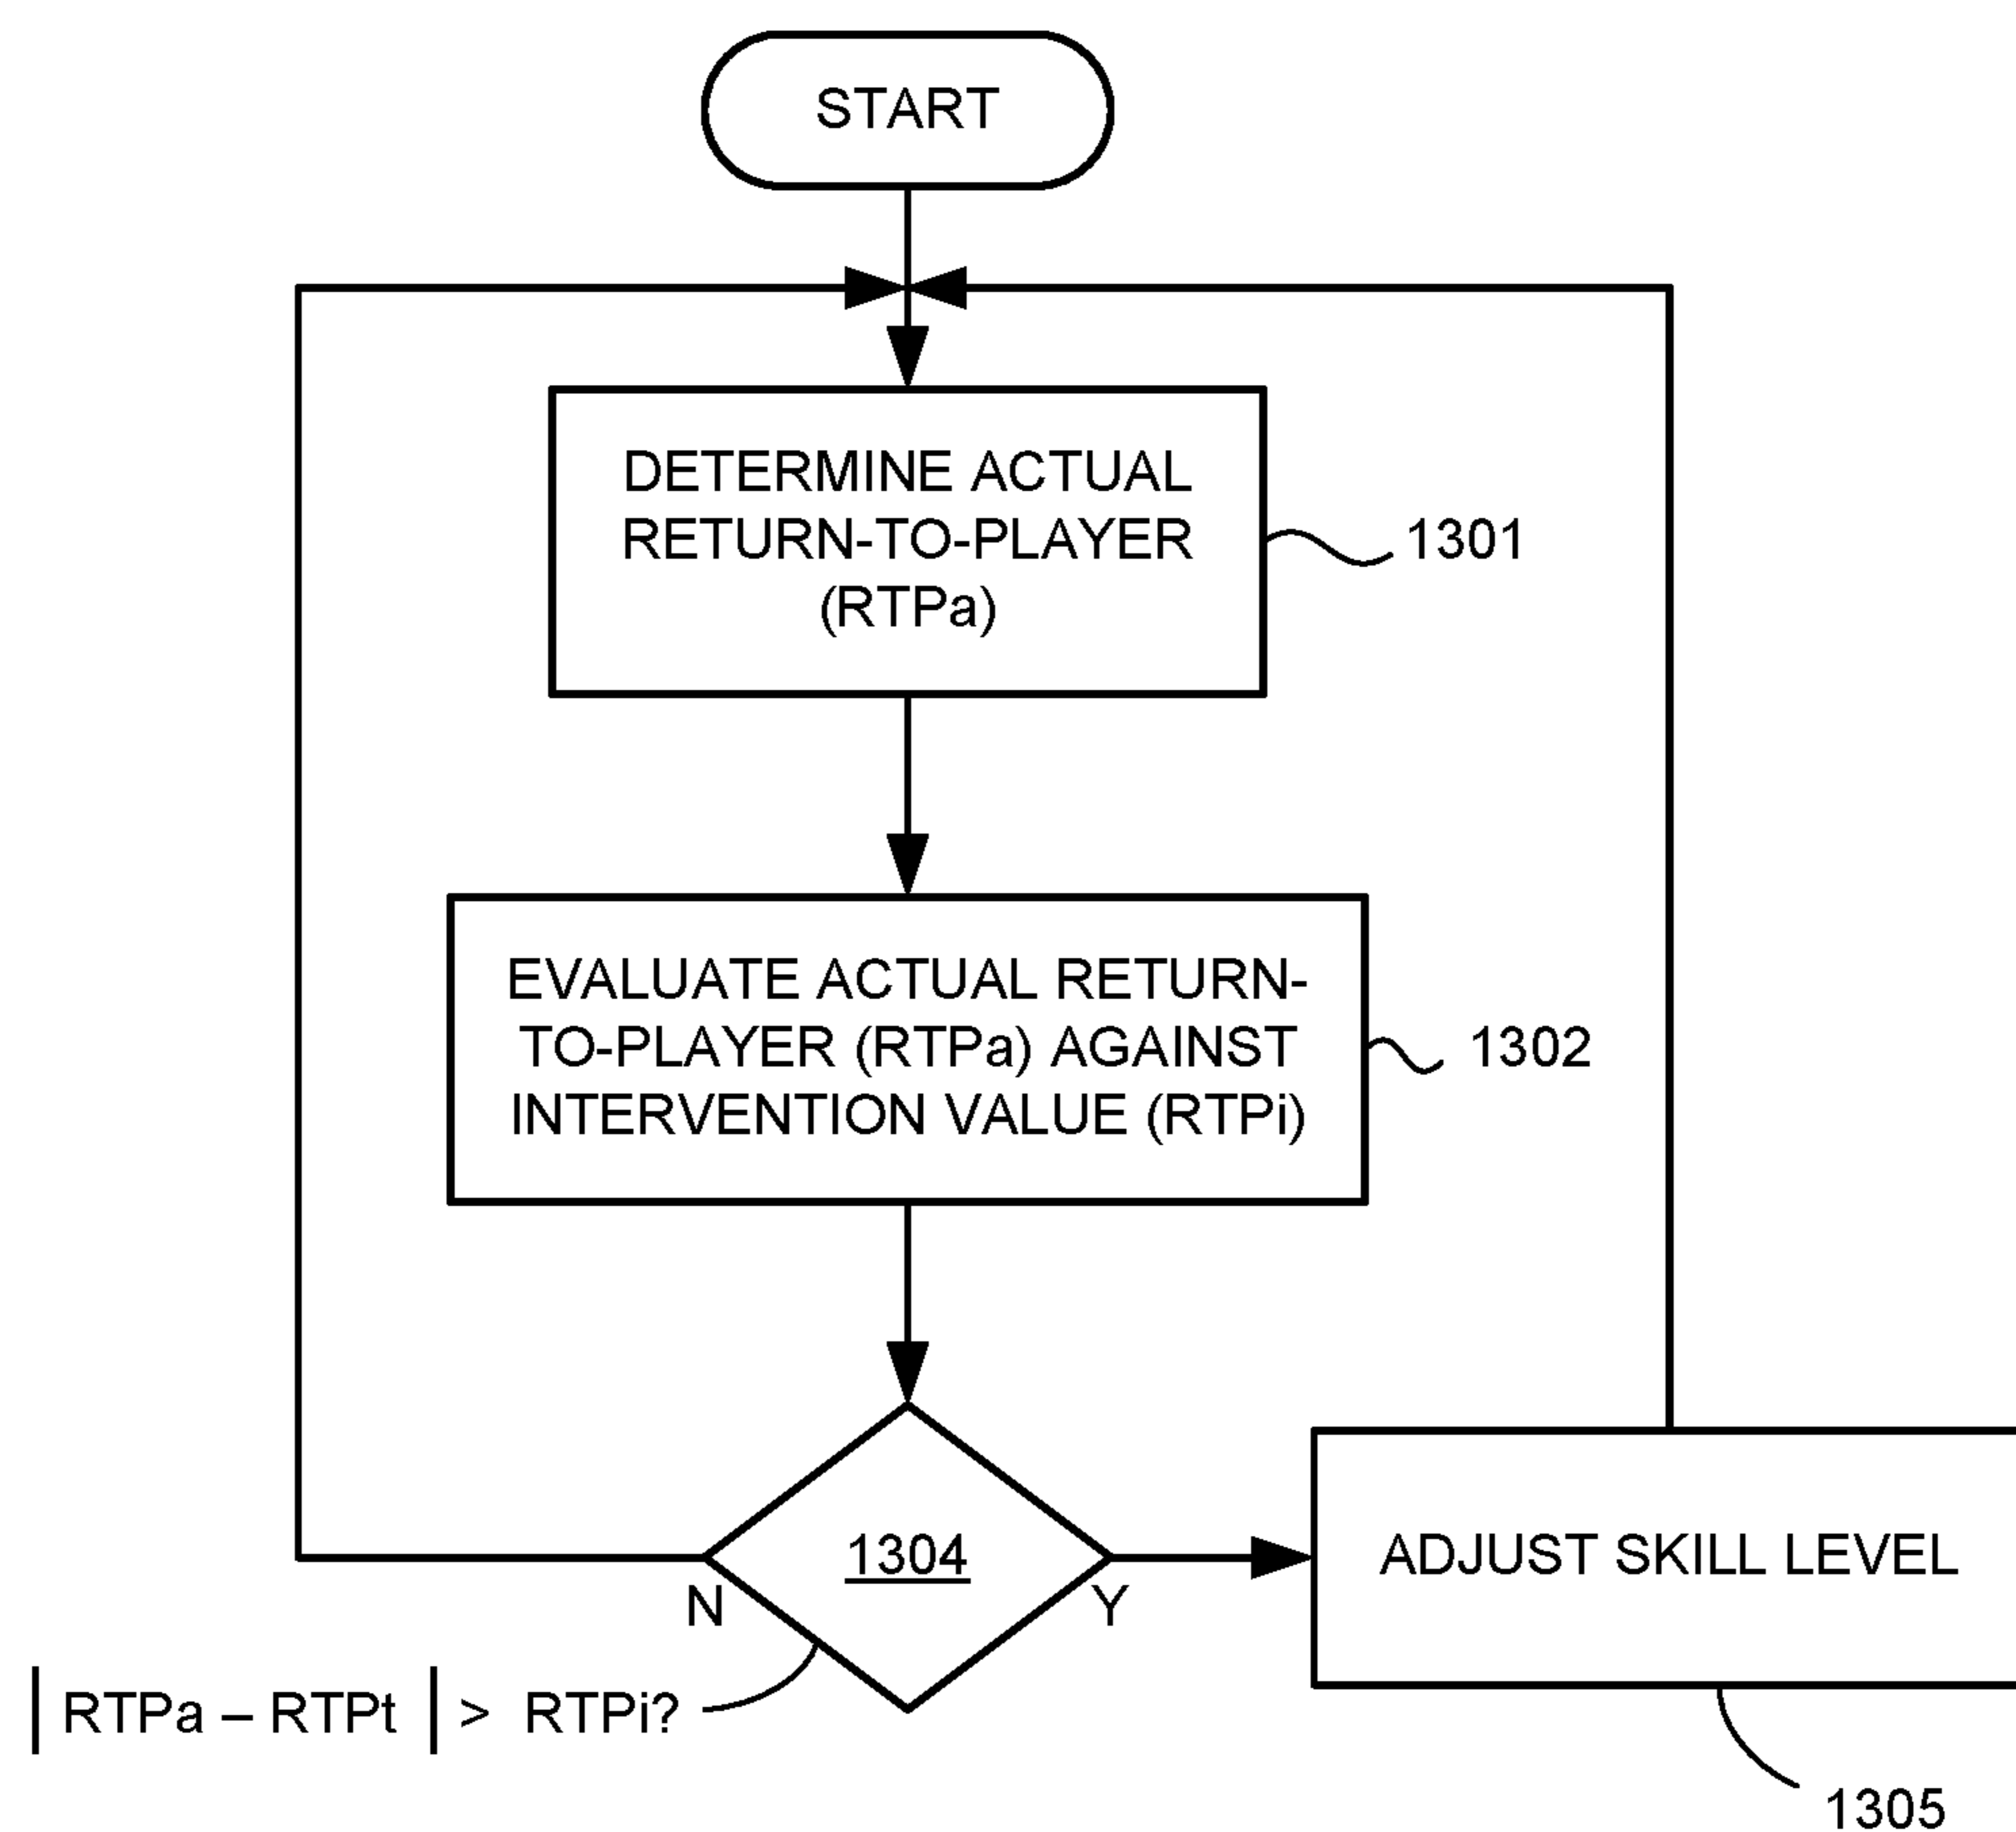 START
DETERMINE ACTUAL
RETURN-TO-PLAYER
(RTPa)
1301
EVALUATE ACTUAL RETURN-
TO-PLAYER (RTPa) AGAINST
INTERVENTION VALUE (RTPi)
1302
1304
N
Y
ADJUST SKILL LEVEL
| RTPa – RTPt | > RTPi?
1305